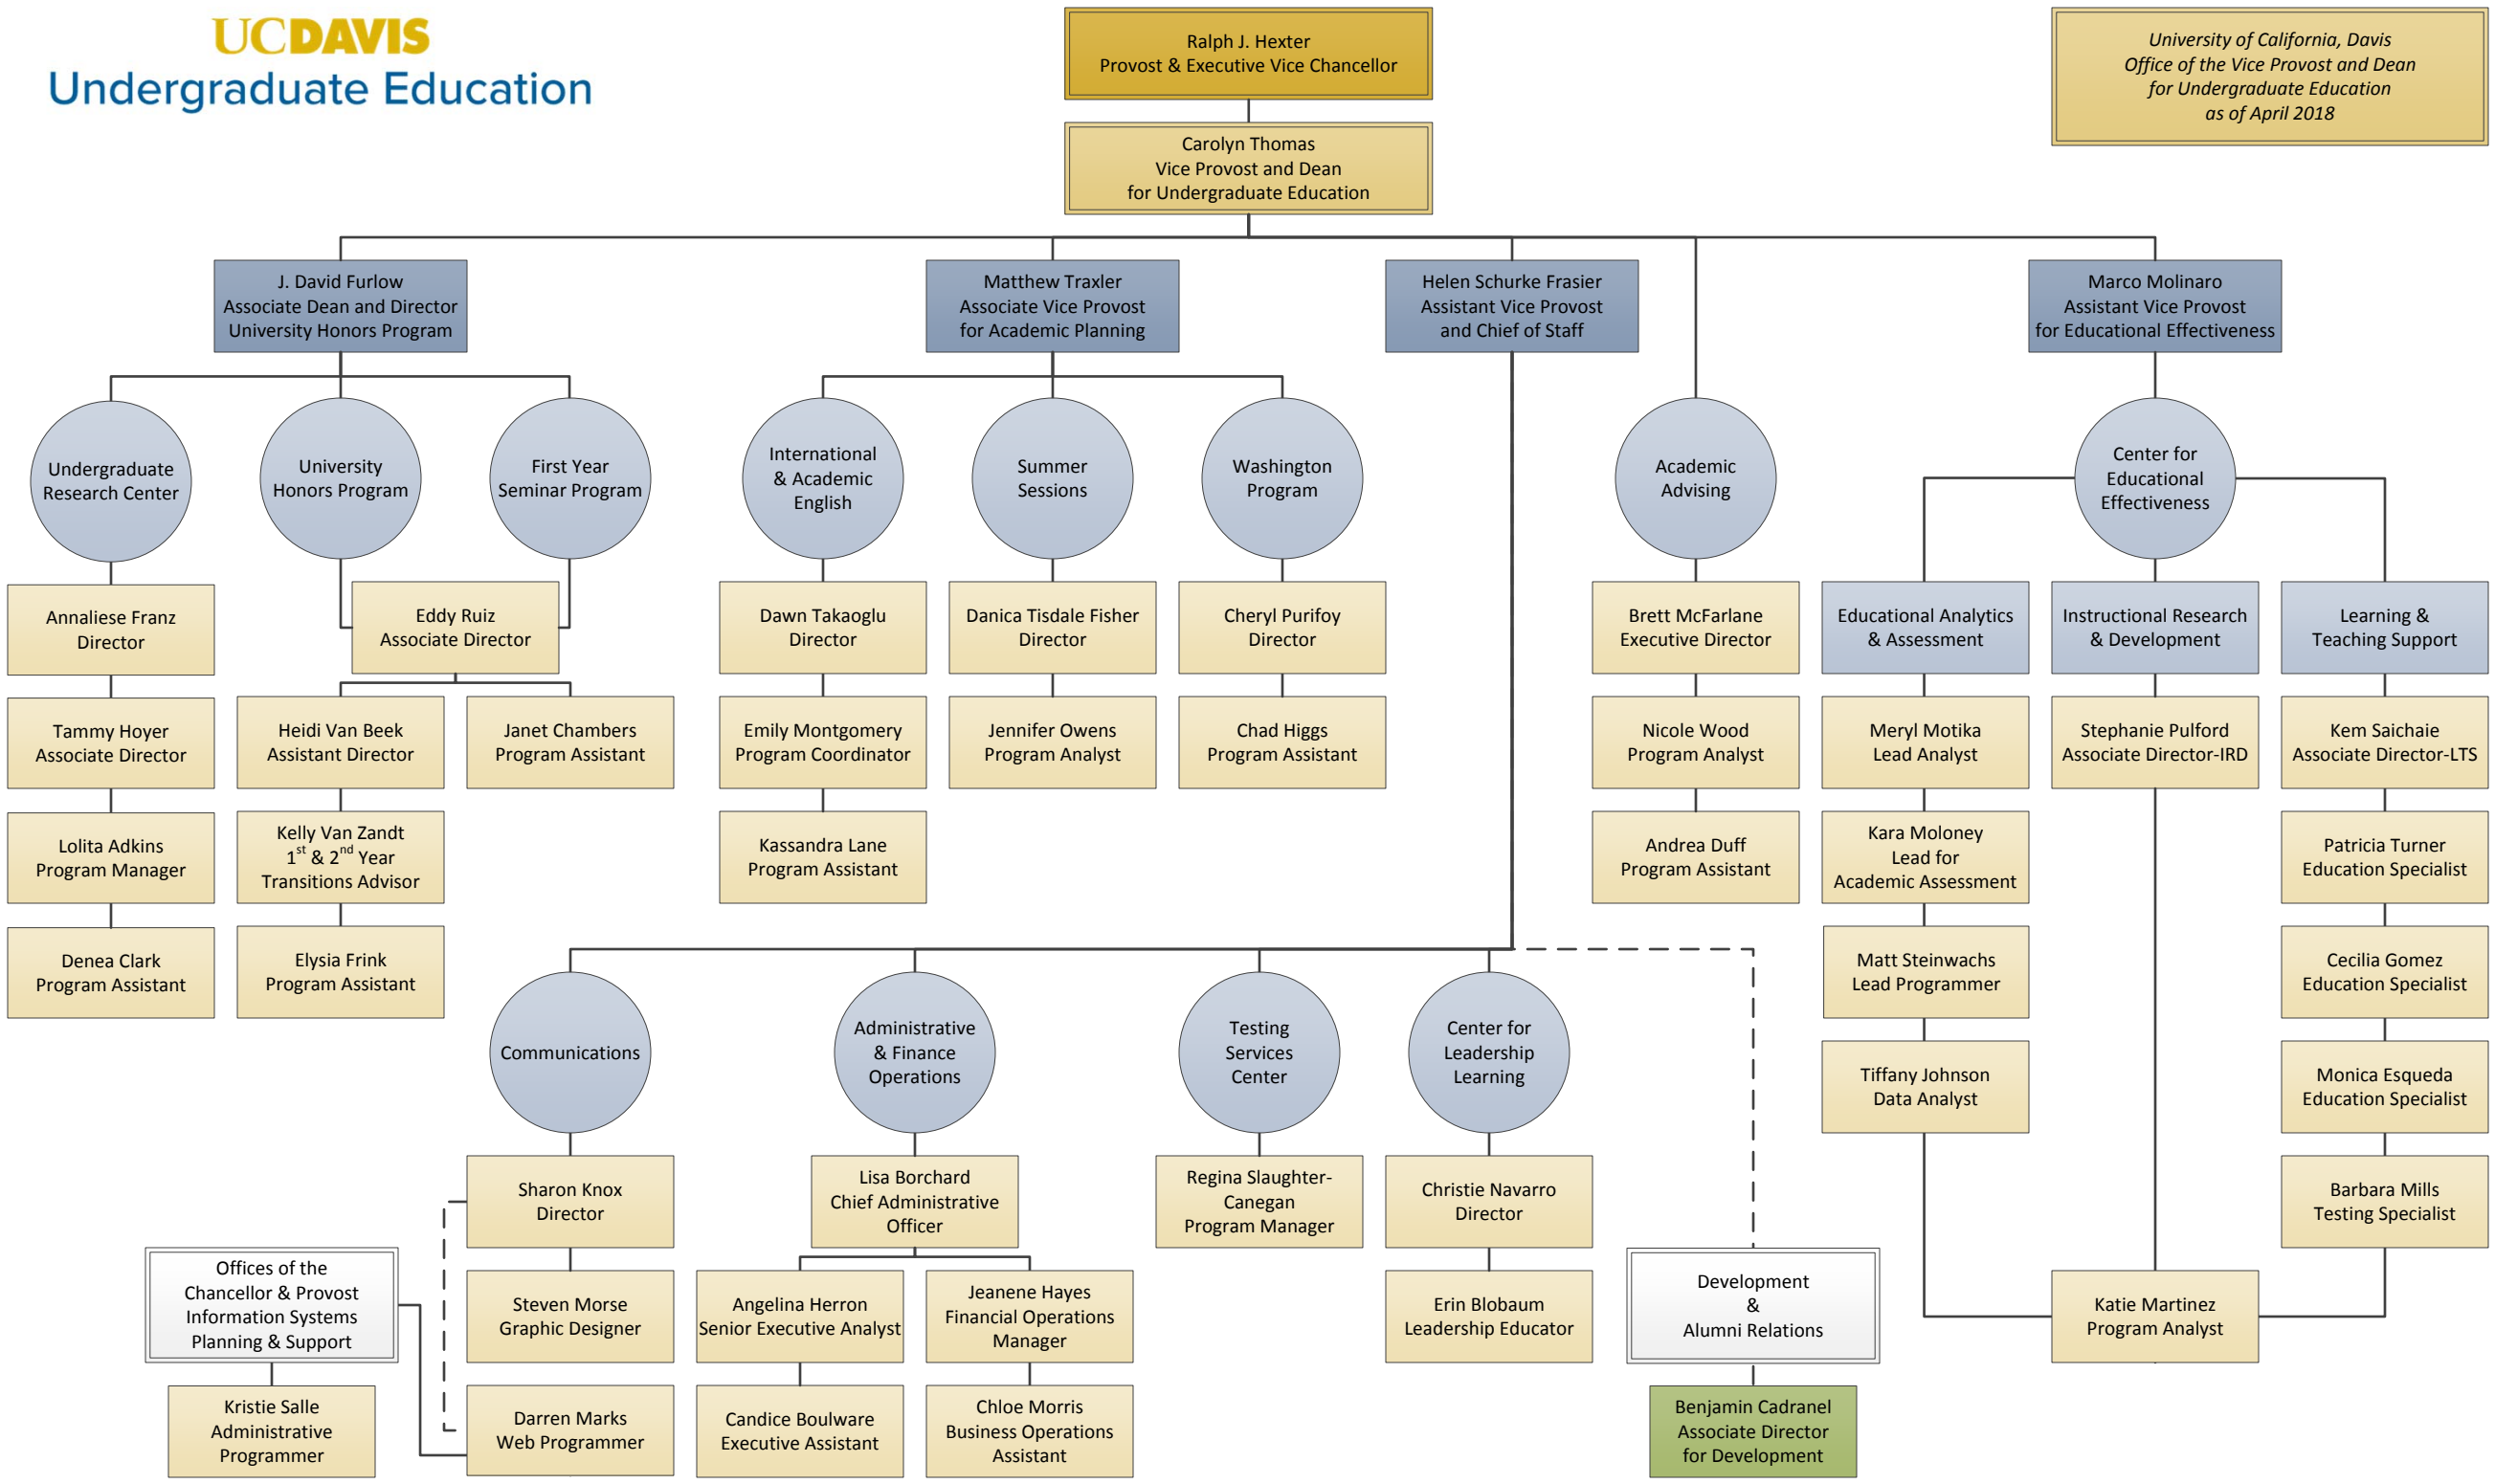 UCDAVIS
Undergraduate Education
Ralph J. Hexter
Provost & Executive Vice Chancellor
University of California, Davis
Office of the Vice Provost and Dean
for Undergraduate Education
as of April 2018
Carolyn Thomas
Vice Provost and Dean
for Undergraduate Education
J. David Furlow
Associate Dean and Director
University Honors Program
Matthew Traxler
Associate Vice Provost
for Academic Planning
Helen Schurke Frasier
Assistant Vice Provost
and Chief of Staff
Marco Molinaro
Assistant Vice Provost
for Educational Effectiveness
Undergraduate
Research Center
University
Honors Program
First Year
Seminar Program
International
& Academic
English
Summer
Sessions
Washington
Program
Academic
Advising
Center for
Educational
Effectiveness
Annaliese Franz
Director
Eddy Ruiz
Associate Director
Dawn Takaoglu
Director
Danica Tisdale Fisher
Director
Cheryl Purifoy
Director
Brett McFarlane
Executive Director
Educational Analytics
& Assessment
Instructional Research
& Development
Learning &
Teaching Support
Tammy Hoyer
Associate Director
Heidi Van Beek
Assistant Director
Janet Chambers
Program Assistant
Emily Montgomery
Program Coordinator
Jennifer Owens
Program Analyst
Chad Higgs
Program Assistant
Nicole Wood
Program Analyst
Meryl Motika
Lead Analyst
Stephanie Pulford
Associate Director-IRD
Kem Saichaie
Associate Director-LTS
Lolita Adkins
Program Manager
Kelly Van Zandt
1st & 2nd Year
Transitions Advisor
Kassandra Lane
Program Assistant
Andrea Duff
Program Assistant
Kara Moloney
Lead for
Academic Assessment
Patricia Turner
Education Specialist
Denea Clark
Program Assistant
Elysia Frink
Program Assistant
Matt Steinwachs
Lead Programmer
Cecilia Gomez
Education Specialist
Communications
Administrative
& Finance
Operations
Testing
Services
Center
Center for
Leadership
Learning
Tiffany Johnson
Data Analyst
Monica Esqueda
Education Specialist
Sharon Knox
Director
Lisa Borchard
Chief Administrative
Officer
Regina Slaughter-
Canegan
Program Manager
Christie Navarro
Director
Barbara Mills
Testing Specialist
Offices of the
Chancellor & Provost
Information Systems
Planning & Support
Steven Morse
Graphic Designer
Angelina Herron
Senior Executive Analyst
Jeanene Hayes
Financial Operations
Manager
Erin Blobaum
Leadership Educator
Development
&
Alumni Relations
Katie Martinez
Program Analyst
Kristie Salle
Administrative
Programmer
Darren Marks
Web Programmer
Candice Boulware
Executive Assistant
Chloe Morris
Business Operations
Assistant
Benjamin Cadranel
Associate Director
for Development